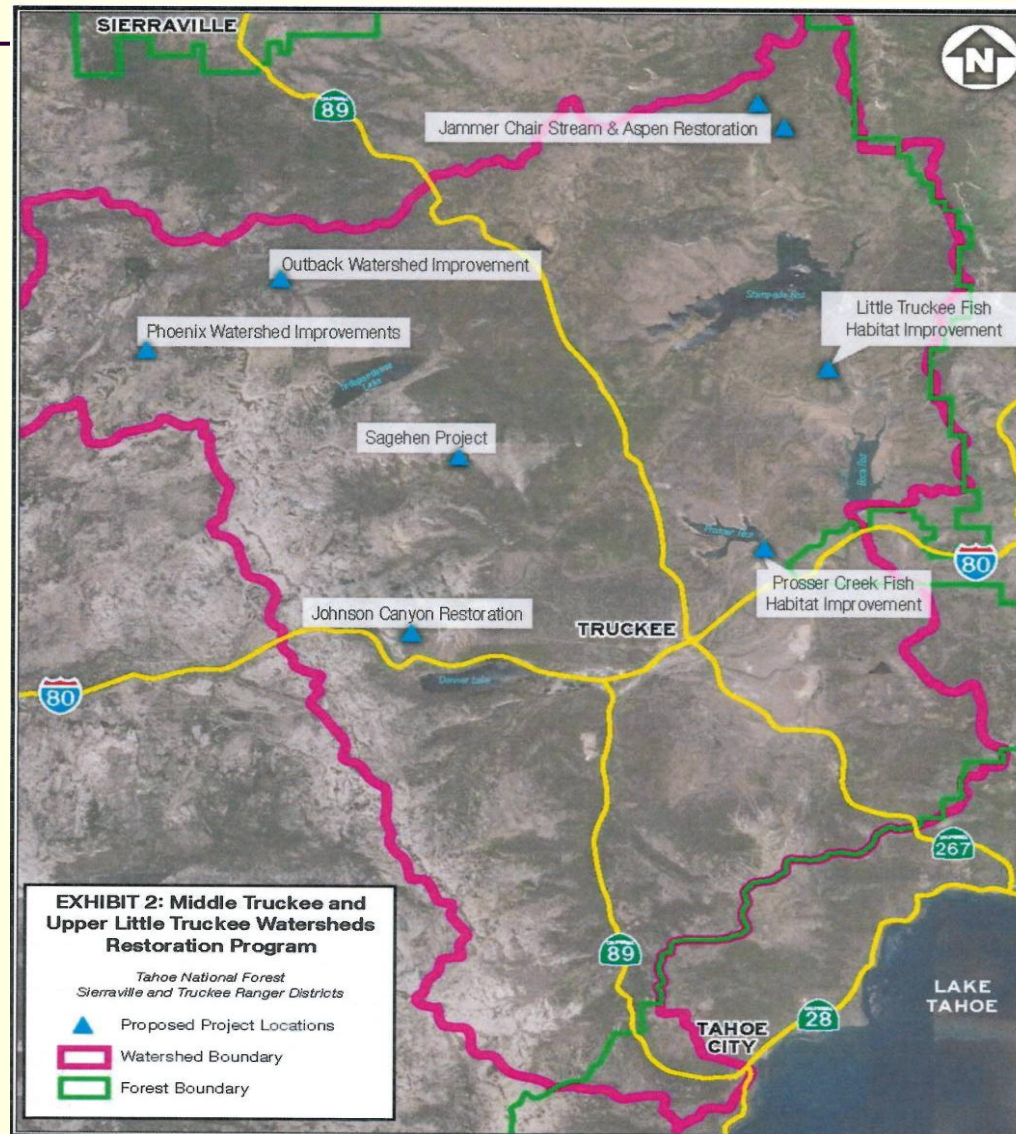 SIERRAVILLE
N
CALIFORNIA
89
Jammer Chair Stream & Aspen Restoration
Outback Watershed Improvement
Phoenix Watershed Improvements
Little Truckee Fish
Habitat Improvement
Sagehen Project
Prosser Creek Fish
Habitat Improvement
80
Johnson Canyon Restoration
TRUCKEE
80
Donner Lake
267
89
28
LAKE
TAHOE
TAHOE
CITY
EXHIBIT 2: Middle Truckee and
Upper Little Truckee Watersheds
Restoration Program
Tahoe National Forest
Sierraville and Truckee Ranger Districts
Proposed Project Locations
Watershed Boundary
Forest Boundary